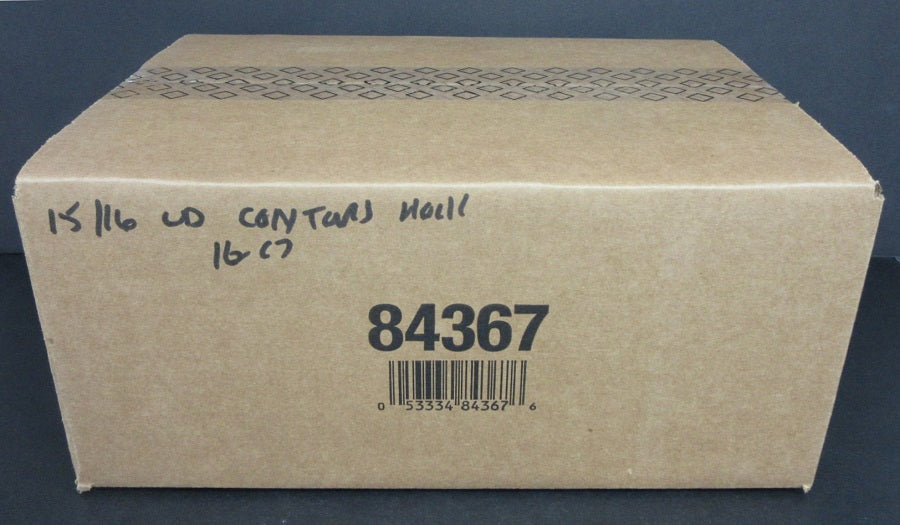 15/16 UD CONTOURS HOCK
16 CT
84367
0 53334 84367 6